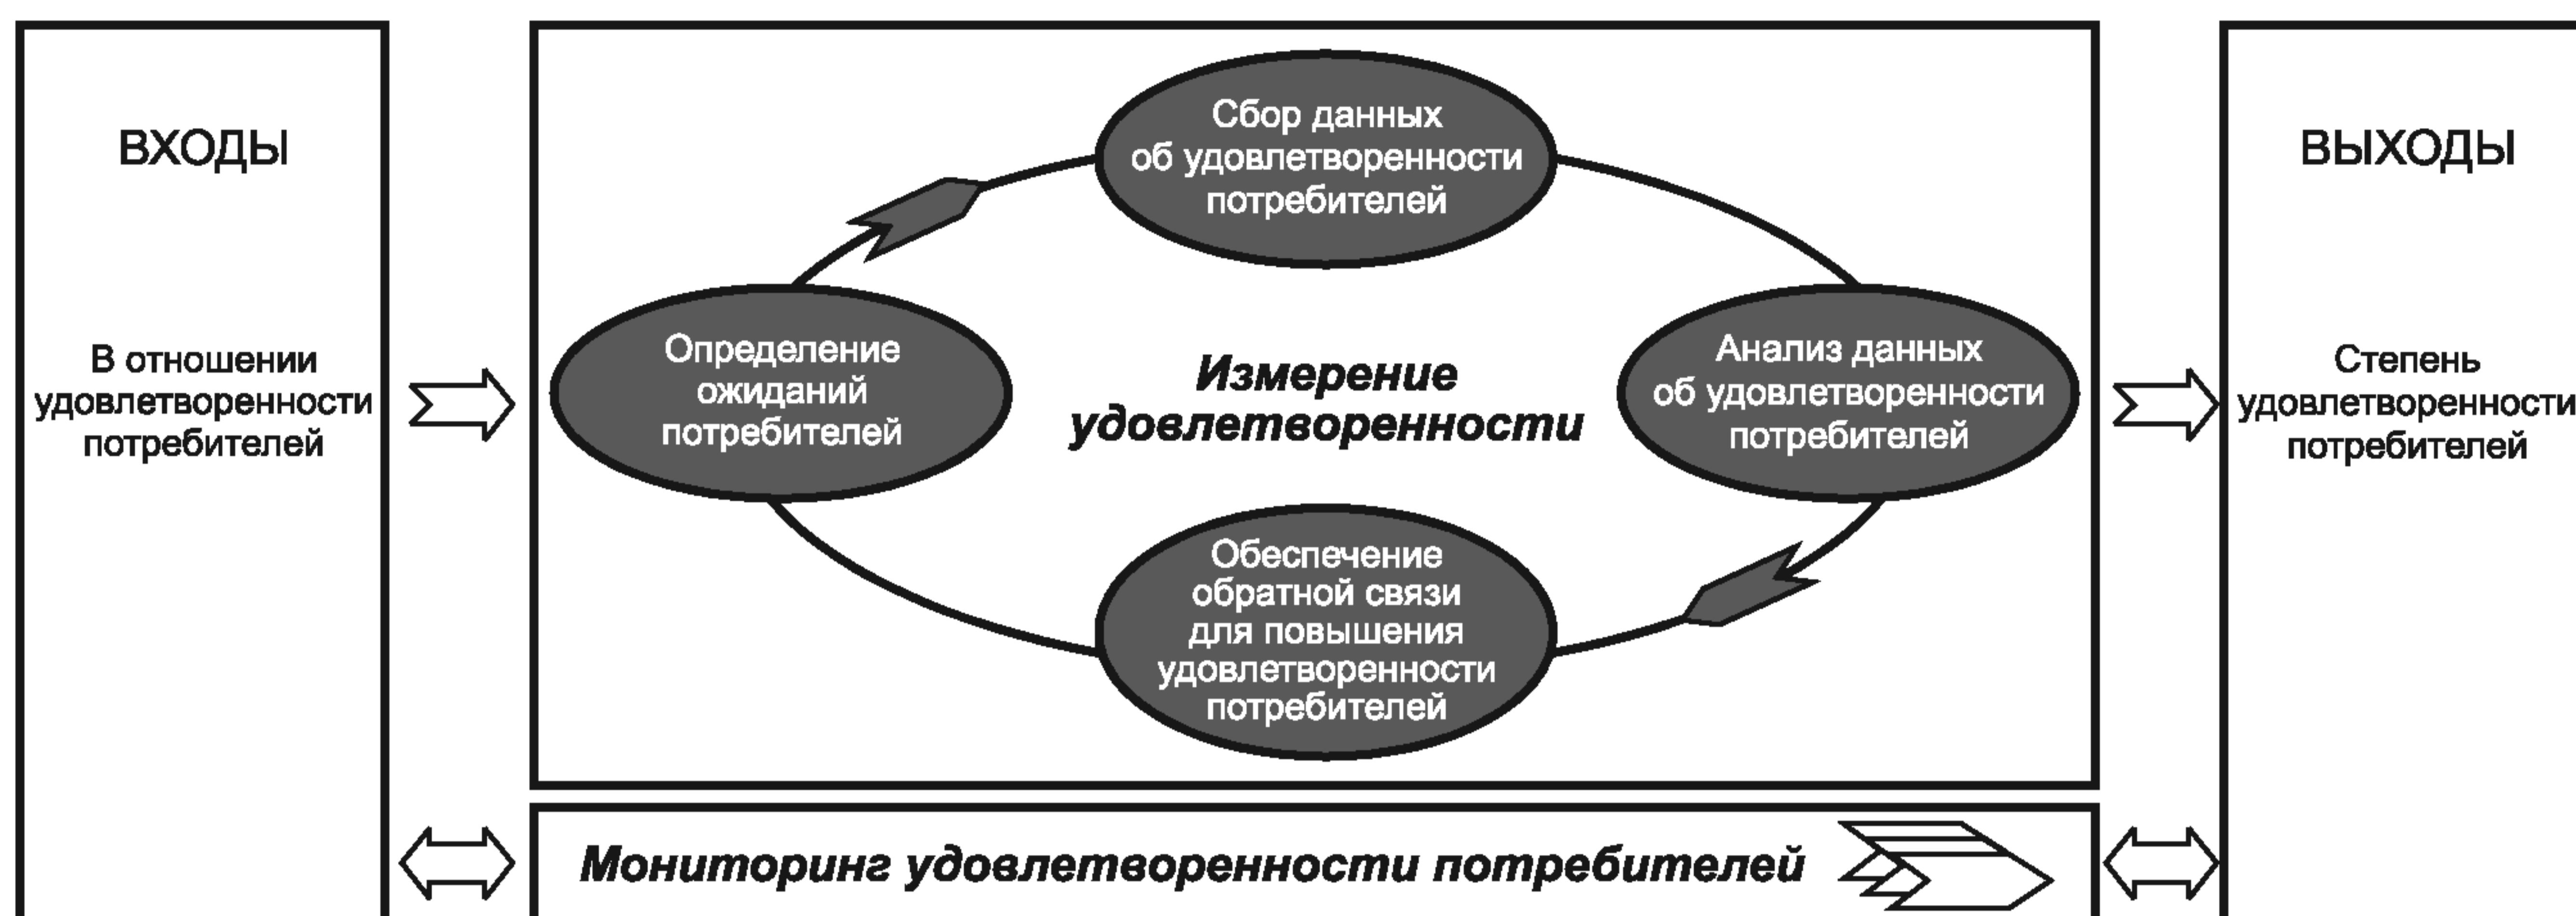 ВХОДЫ
В отношении
удовлетворенности
потребителей
Сбор данных
об удовлетворенности
потребителей
Определение
ожиданий
потребителей
Измерение
удовлетворенности
Анализ данных
об удовлетворенности
потребителей
Обеспечение
обратной связи
для повышения
удовлетворенности
потребителей
Мониторинг удовлетворенности потребителей
ВЫХОДЫ
Степень
удовлетворенности
потребителей